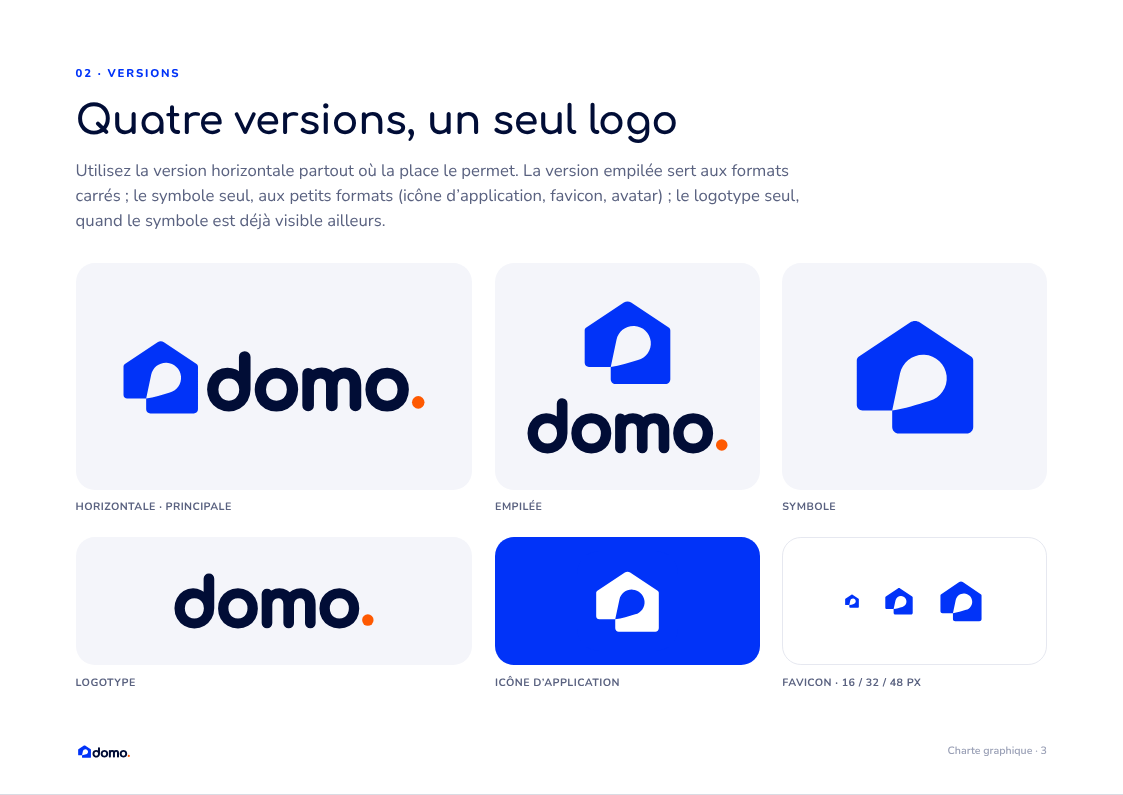 02 · VERSIONS
Quatre versions, un seul logo
Utilisez la version horizontale partout où la place le permet. La version empilée sert aux formats
carrés ; le symbole seul, aux petits formats (icône d’application, favicon, avatar) ; le logotype seul,
quand le symbole est déjà visible ailleurs.
domo.
domo.
HORIZONTALE · PRINCIPALE
EMPILÉE
SYMBOLE
domo.
LOGOTYPE
ICÔNE D’APPLICATION
FAVICON · 16 / 32 / 48 PX
domo.
Charte graphique · 3